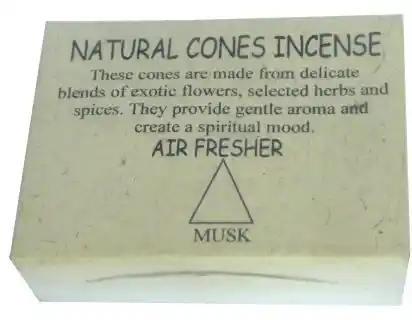 NATURAL CONES INCENSE
These cones are made from delicate
blends of exotic flowers, selected herbs and
spices. They provide gentle aroma and
create a spiritual mood.
AIR FRESHER
MUSK